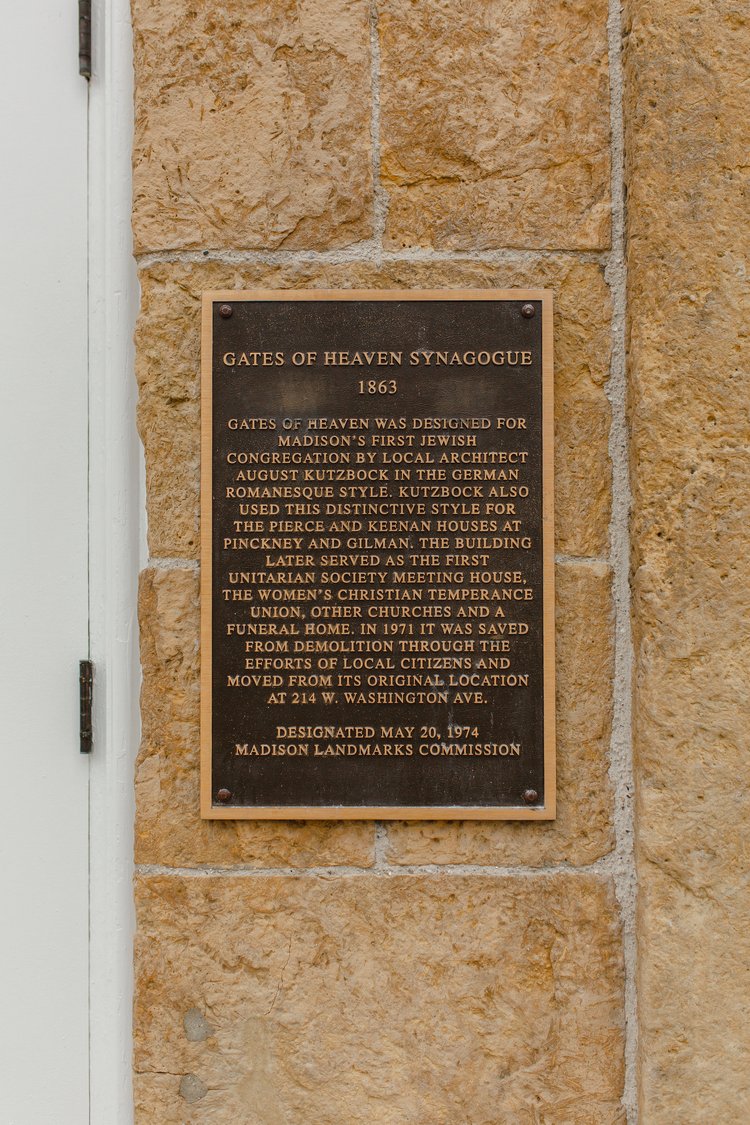 GATES OF HEAVEN SYNAGOGUE
1863
GATES OF HEAVEN WAS DESIGNED FOR
MADISON'S FIRST JEWISH
CONGREGATION BY LOCAL ARCHITECT
AUGUST KUTZBOCK IN THE GERMAN
ROMANESQUE STYLE. KUTZBOCK ALSO
USED THIS DISTINCTIVE STYLE FOR
THE PIERCE AND KEENAN HOUSES AT
PINCKNEY AND GILMAN. THE BUILDING
LATER SERVED AS THE FIRST
UNITARIAN SOCIETY MEETING HOUSE,
THE WOMEN'S CHRISTIAN TEMPERANCE
UNION, OTHER CHURCHES AND A
FUNERAL HOME. IN 1971 IT WAS SAVED
FROM DEMOLITION THROUGH THE
EFFORTS OF LOCAL CITIZENS AND
MOVED FROM ITS ORIGINAL LOCATION
AT 214 W. WASHINGTON AVE.
DESIGNATED MAY 20, 1974
MADISON LANDMARKS COMMISSION